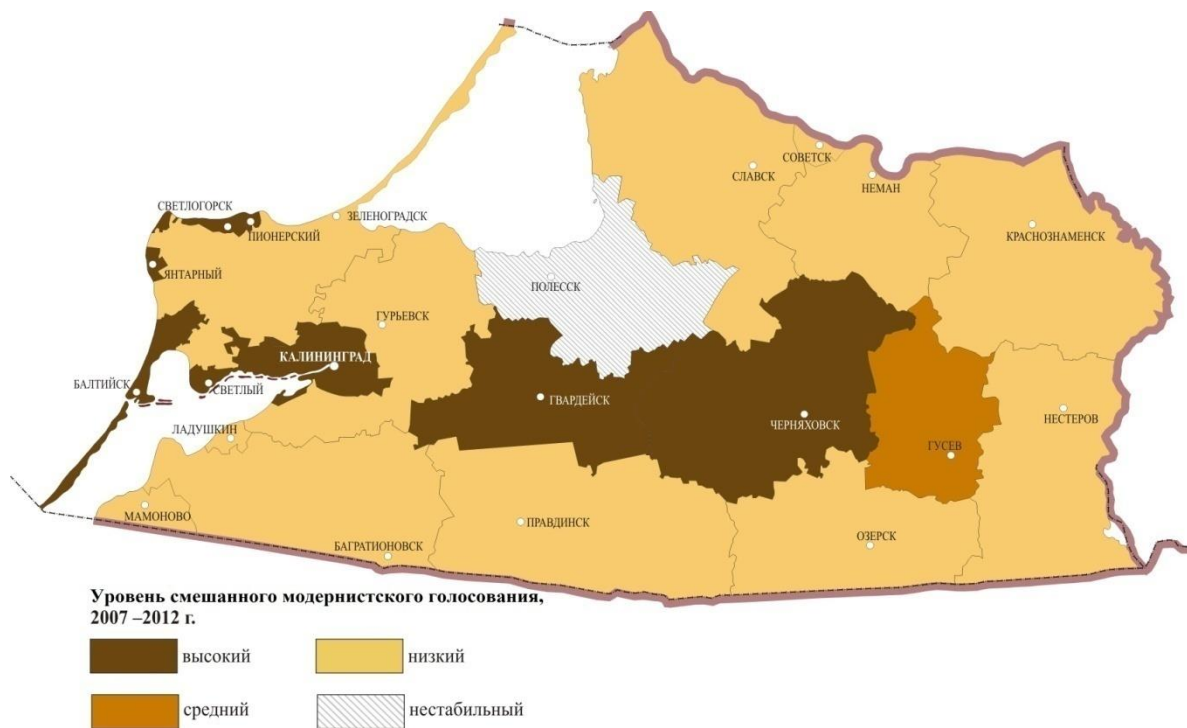 СОВЕТСК
СЛАВСК
НЕМАН
СВЕТЛОГОРСК
ЗЕЛЕНОГРАДСК
ПИОНЕРСКИЙ
КРАСНОЗНАМЕНСК
ЯНТАРНЫЙ
ПОЛЕССК
ГУРЬЕВСК
КАЛИНИНГРАД
БАЛТИЙСК
СВЕТЛЫЙ
ГВАРДЕЙСК
ЧЕРНЯХОВСК
НЕСТЕРОВ
ЛАДУШКИН
ГУСЕВ
МАМОНОВО
ПРАВДИНСК
ОЗЕРСК
БАГРАТИОНОВСК
Уровень смешанного модернистского голосования,
2007 –2012 г.
высокий
низкий
средний
нестабильный